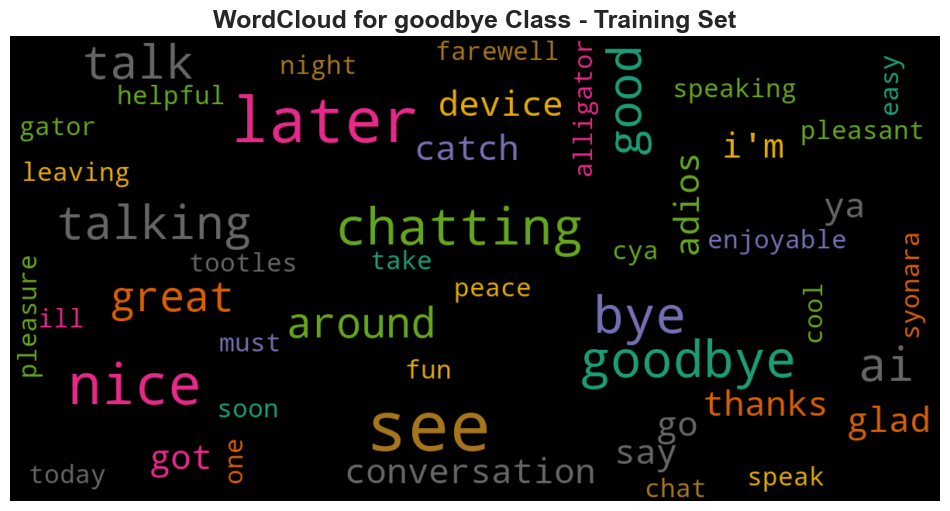 WordCloud for goodbye Class - Training Set
talk
night
farewell
alligator
good
speaking
easy
helpful
later
device
gator
catch
i'm
pleasant
leaving
adios
talking
chatting
ya
enjoyable
cya
tootles
take
pleasure
great
peace
cool
syonara
ill
around
bye
must
goodbye
ai
nice
fun
soon
see
thanks
glad
go
got
one
say
today
conversation
speak
chat